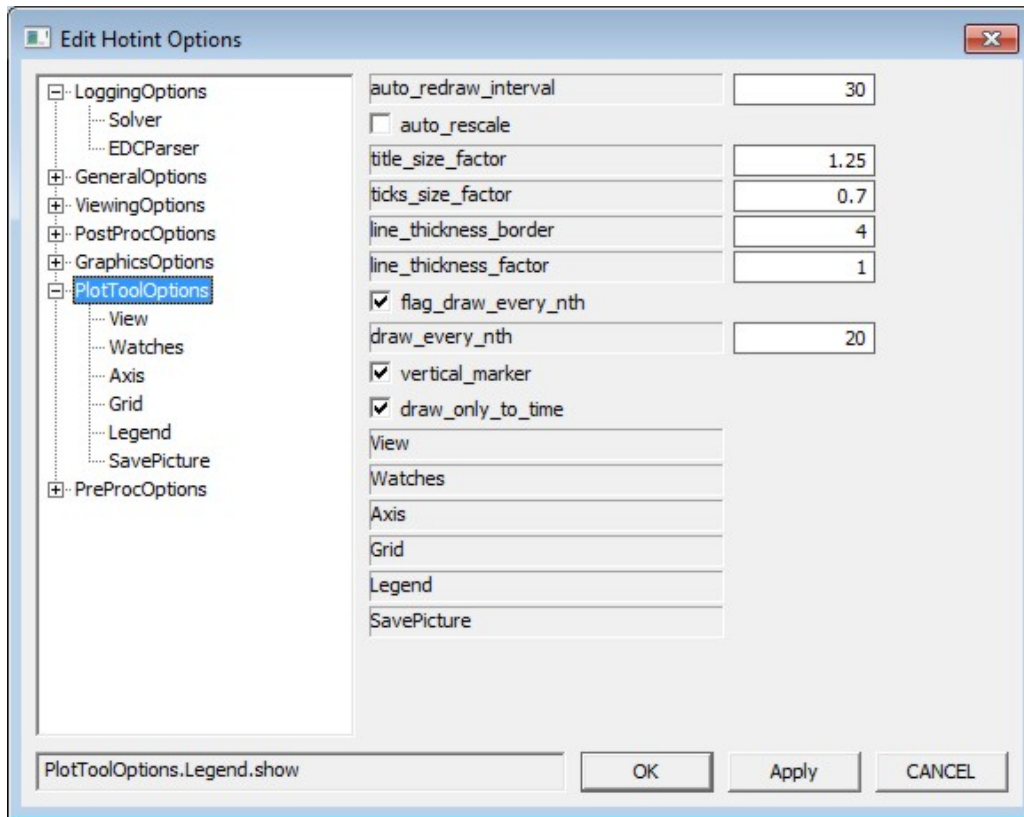 Edit Hotint Options
LoggingOptions
Solver
EDCParser
GeneralOptions
ViewingOptions
PostProcOptions
GraphicsOptions
PlotToolOptions
View
Watches
Axis
Grid
Legend
SavePicture
PreProcOptions
auto_redraw_interval 30
auto_rescale
title_size_factor 1.25
ticks_size_factor 0.7
line_thickness_border 4
line_thickness_factor 1
flag_draw_every_nth
draw_every_nth 20
vertical_marker
draw_only_to_time
View
Watches
Axis
Grid
Legend
SavePicture
PlotToolOptions.Legend.show
OK
Apply
CANCEL